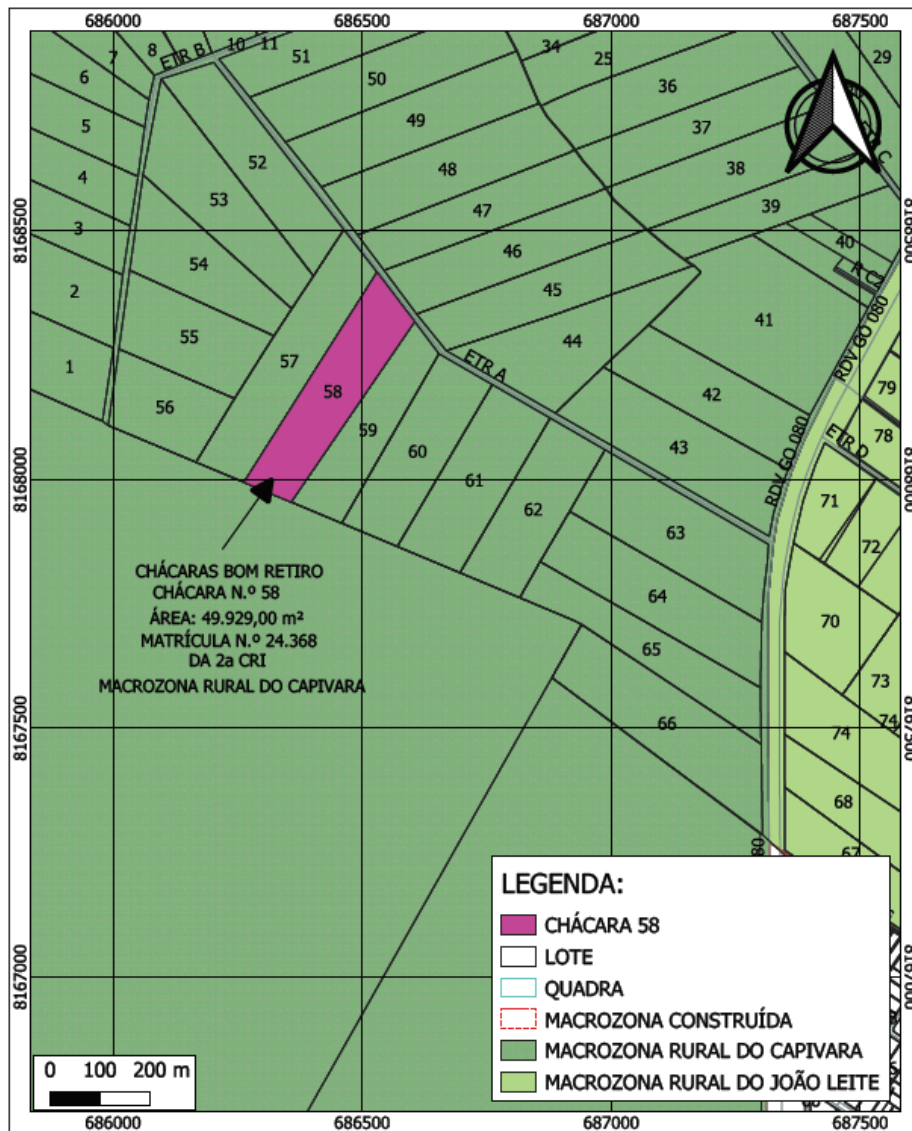 686000 686500 687000 687500
7 8 ETR B 10 11 51 34 25 29
6 50 36
5 52 49 37 C
4 53 48 38
8168500 3 47 39 8168500
54 46 40
2 45 R CZ
55 57 44 41 RDV GO 080
1 58 ETR A
56 59 42 79
60 43 RDV GO 080 ETR D 78
8168000 61 71 8168000
62 63 72
CHÁCARAS BOM RETIRO
CHÁCARA N.º 58
ÁREA: 49.929,00 m²
MATRÍCULA N.º 24.368
DA 2a CRI
MACROZONA RURAL DO CAPIVARA
64 70
65 73
8167500 66 74 74 8167500
68
80 67
LEGENDA:
CHÁCARA 58
LOTE
QUADRA
MACROZONA CONSTRUÍDA
MACROZONA RURAL DO CAPIVARA
MACROZONA RURAL DO JOÃO LEITE
8167000 8167000
0 100 200 m
686000 686500 687000 687500